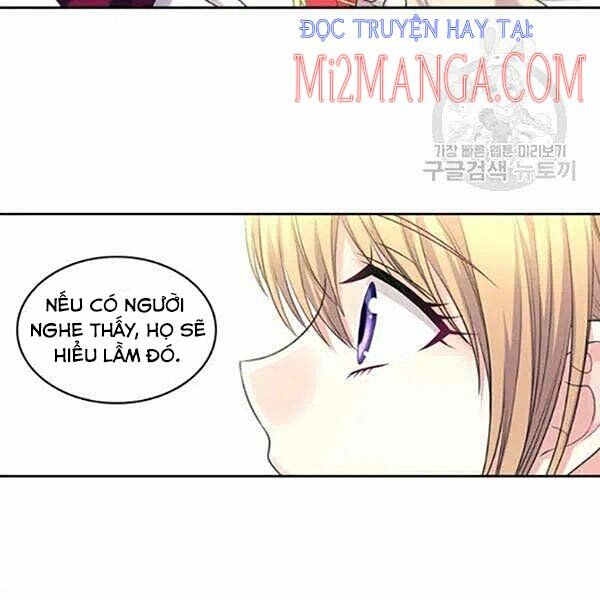 ĐỌC TRUYỆN HAY TẠI
MI2MANGA.COM
가장 빠른 웹툰 미리보기
구글검색 뉴토끼
NẾU CÓ NGƯỜI
NGHE THẤY, HỌ SẼ
HIỂU LẦM ĐÓ.